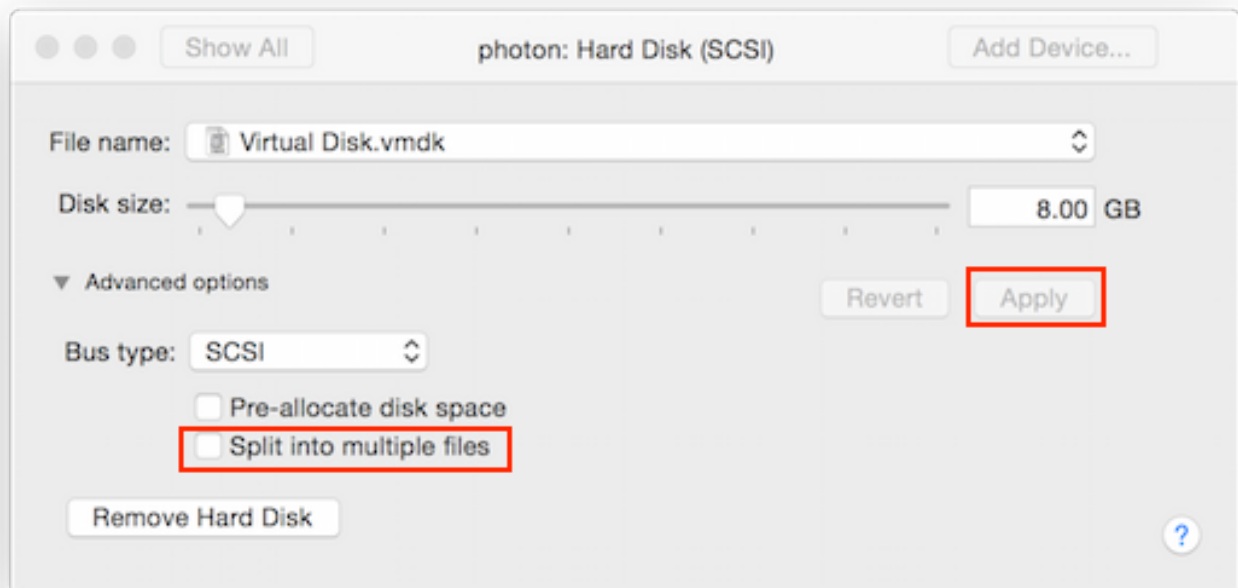 Show All photon: Hard Disk (SCSI) Add Device...
File name: Virtual Disk.vmdk
Disk size: 8.00 GB
Advanced options
Revert Apply
Bus type: SCSI
Pre-allocate disk space
Split into multiple files
Remove Hard Disk
?